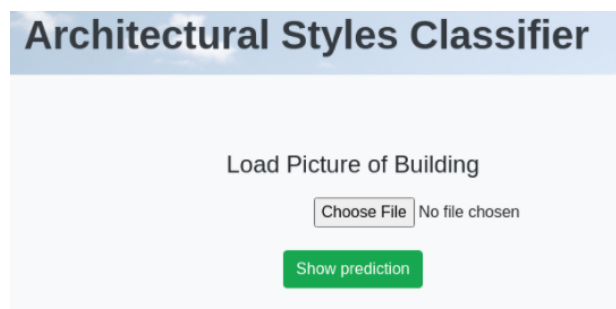 Architectural Styles Classifier
Load Picture of Building
Choose File No file chosen
Show prediction